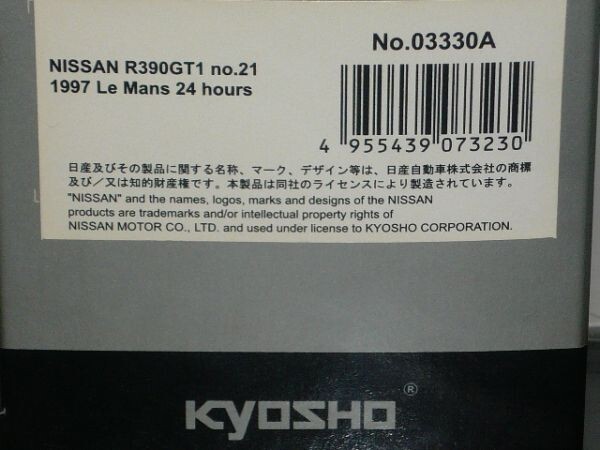 No.03330A
NISSAN R390GT1 no.21
1997 Le Mans 24 hours
4 955439 073230
日産及びその製品に関する名称、マーク、デザイン等は、日産自動車株式会社の商標
及び/又は知的財産権です。本製品は同社のライセンスにより製造されています。
"NISSAN" and the names, logos, marks and designs of the NISSAN
products are trademarks and/or intellectual property rights of
NISSAN MOTOR CO., LTD. and used under license to KYOSHO CORPORATION.
KYOSHO ®